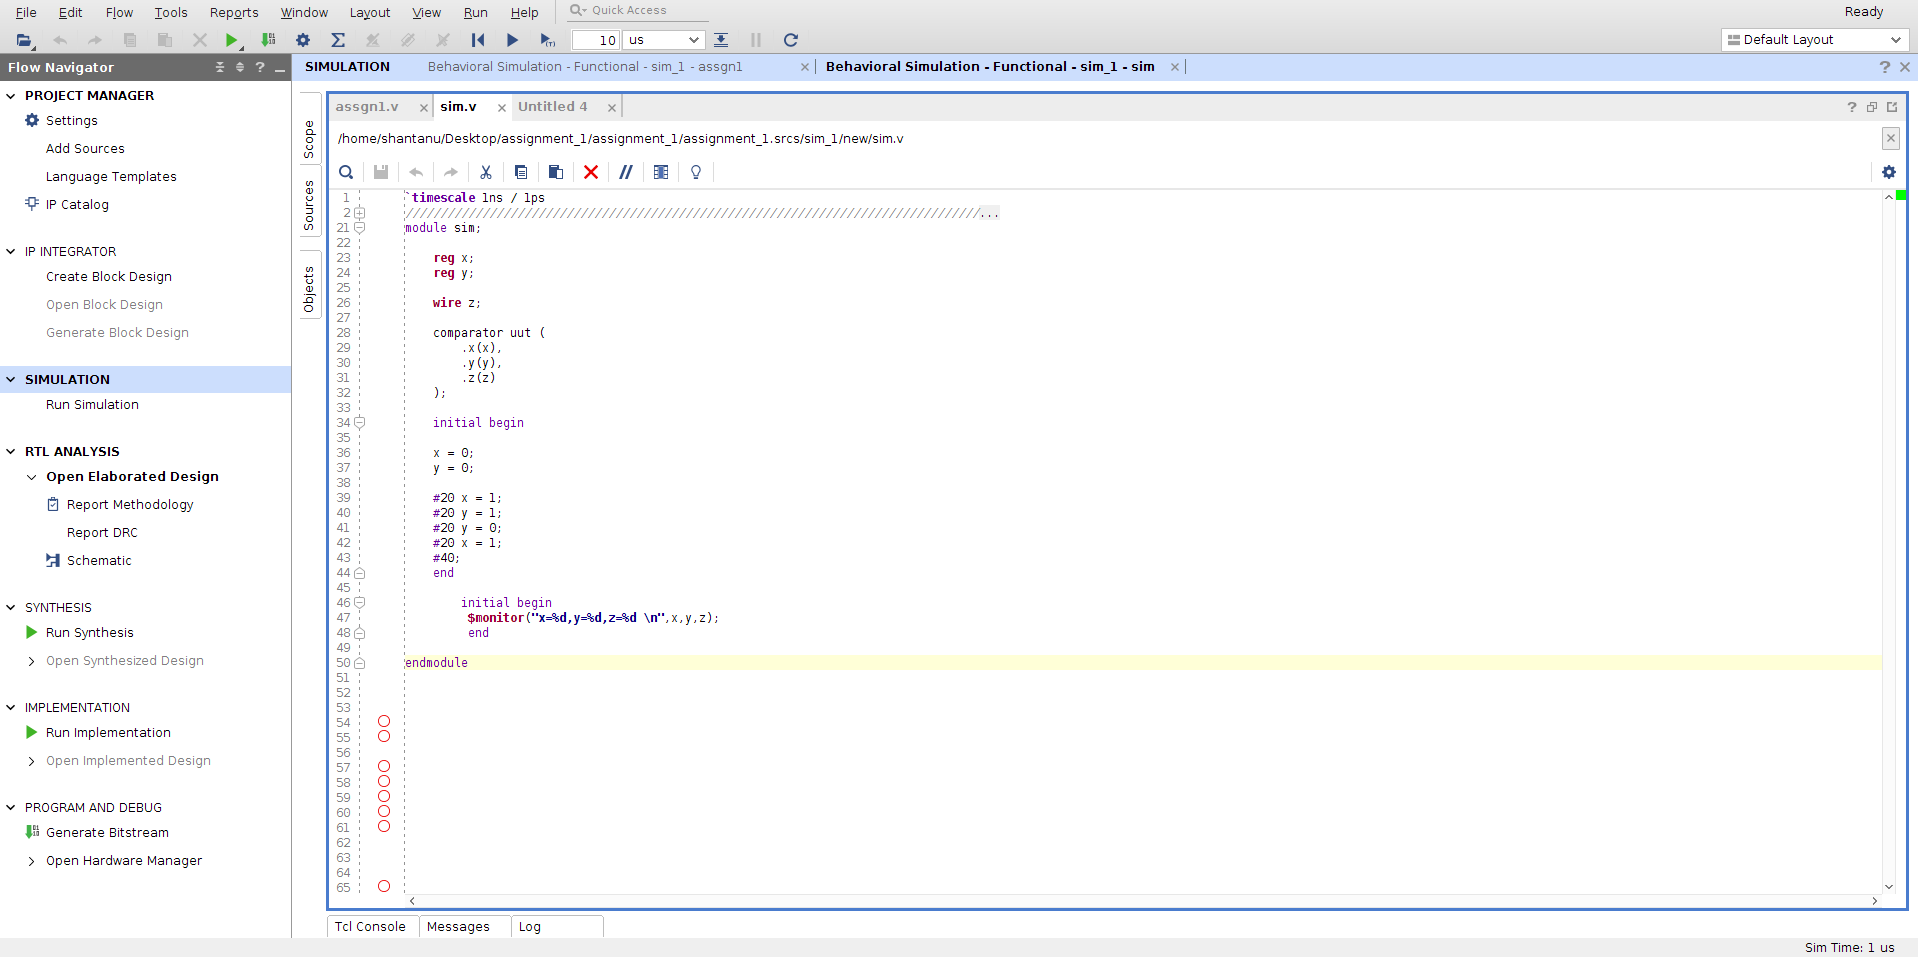 File Edit Flow Tools Reports Window Layout View Run Help Quick Access Ready
10 us Default Layout
Flow Navigator
PROJECT MANAGER
Settings
Add Sources
Language Templates
IP Catalog
IP INTEGRATOR
Create Block Design
Open Block Design
Generate Block Design
SIMULATION
Run Simulation
RTL ANALYSIS
Open Elaborated Design
Report Methodology
Report DRC
Schematic
SYNTHESIS
Run Synthesis
Open Synthesized Design
IMPLEMENTATION
Run Implementation
Open Implemented Design
PROGRAM AND DEBUG
Generate Bitstream
Open Hardware Manager
SIMULATION Behavioral Simulation - Functional - sim_1 - assgn1 Behavioral Simulation - Functional - sim_1 - sim
Scope
Sources
Objects
assgn1.v sim.v Untitled 4
/home/shantanu/Desktop/assignment_1/assignment_1/assignment_1.srcs/sim_1/new/sim.v
1 `timescale 1ns / 1ps
2 //////////////////////////////////////////////////////////////////////////////////...
21 module sim;
22
23 reg x;
24 reg y;
25
26 wire z;
27
28 comparator uut (
29 .x(x),
30 .y(y),
31 .z(z)
32 );
33
34 initial begin
35
36 x = 0;
37 y = 0;
38
39 #20 x = 1;
40 #20 y = 1;
41 #20 y = 0;
42 #20 x = 1;
43 #40;
44 end
45
46 initial begin
47 $monitor("x=%d,y=%d,z=%d \n",x,y,z);
48 end
49
50 endmodule
51
52
53
54
55
56
57
58
59
60
61
62
63
64
65
Tcl Console Messages Log
Sim Time: 1 us